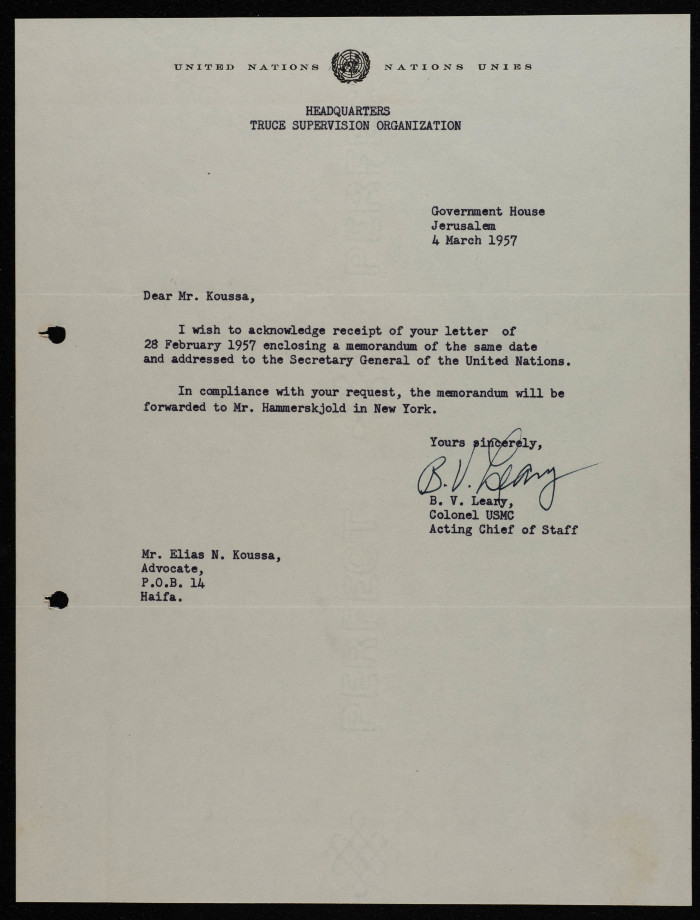 UNITED NATIONS NATIONS UNIES
HEADQUARTERS
TRUCE SUPERVISION ORGANIZATION
Government House
Jerusalem
4 March 1957
Dear Mr. Koussa,
I wish to acknowledge receipt of your letter of
28 February 1957 enclosing a memorandum of the same date
and addressed to the Secretary General of the United Nations.
In compliance with your request, the memorandum will be
forwarded to Mr. Hammerskjold in New York.
Yours sincerely,
B. V. Leary
B. V. Leary,
Colonel USMC
Acting Chief of Staff
Mr. Elias N. Koussa,
Advocate,
P.O.B. 14
Haifa.